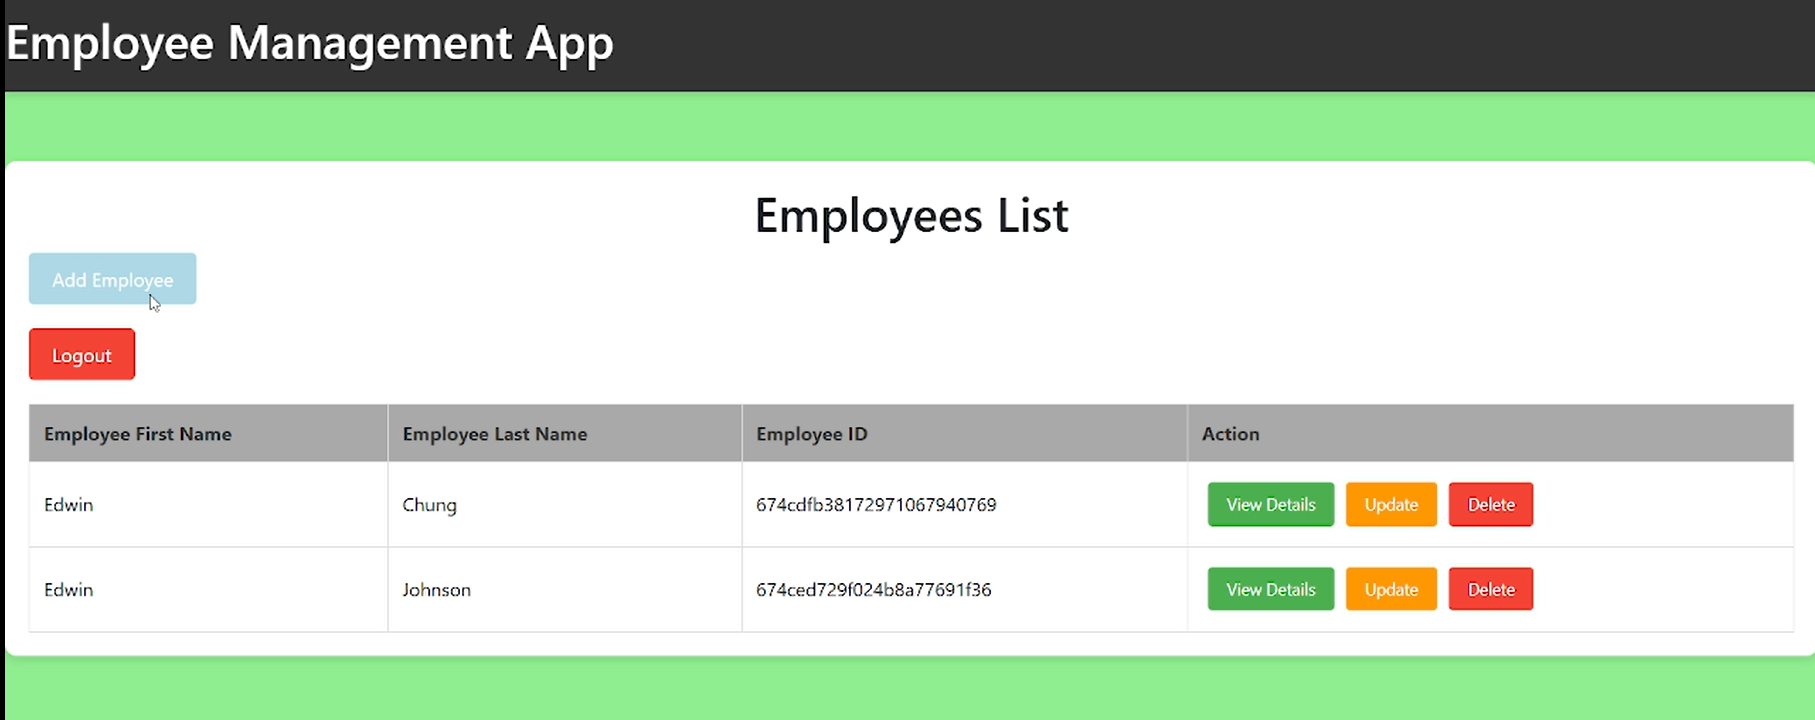 Employee Management App
Employees List
Add Employee
Logout
Employee First Name Employee Last Name Employee ID Action
Edwin Chung 674cdfb38172971067940769 View Details Update Delete
Edwin Johnson 674ced729f024b8a77691f36 View Details Update Delete